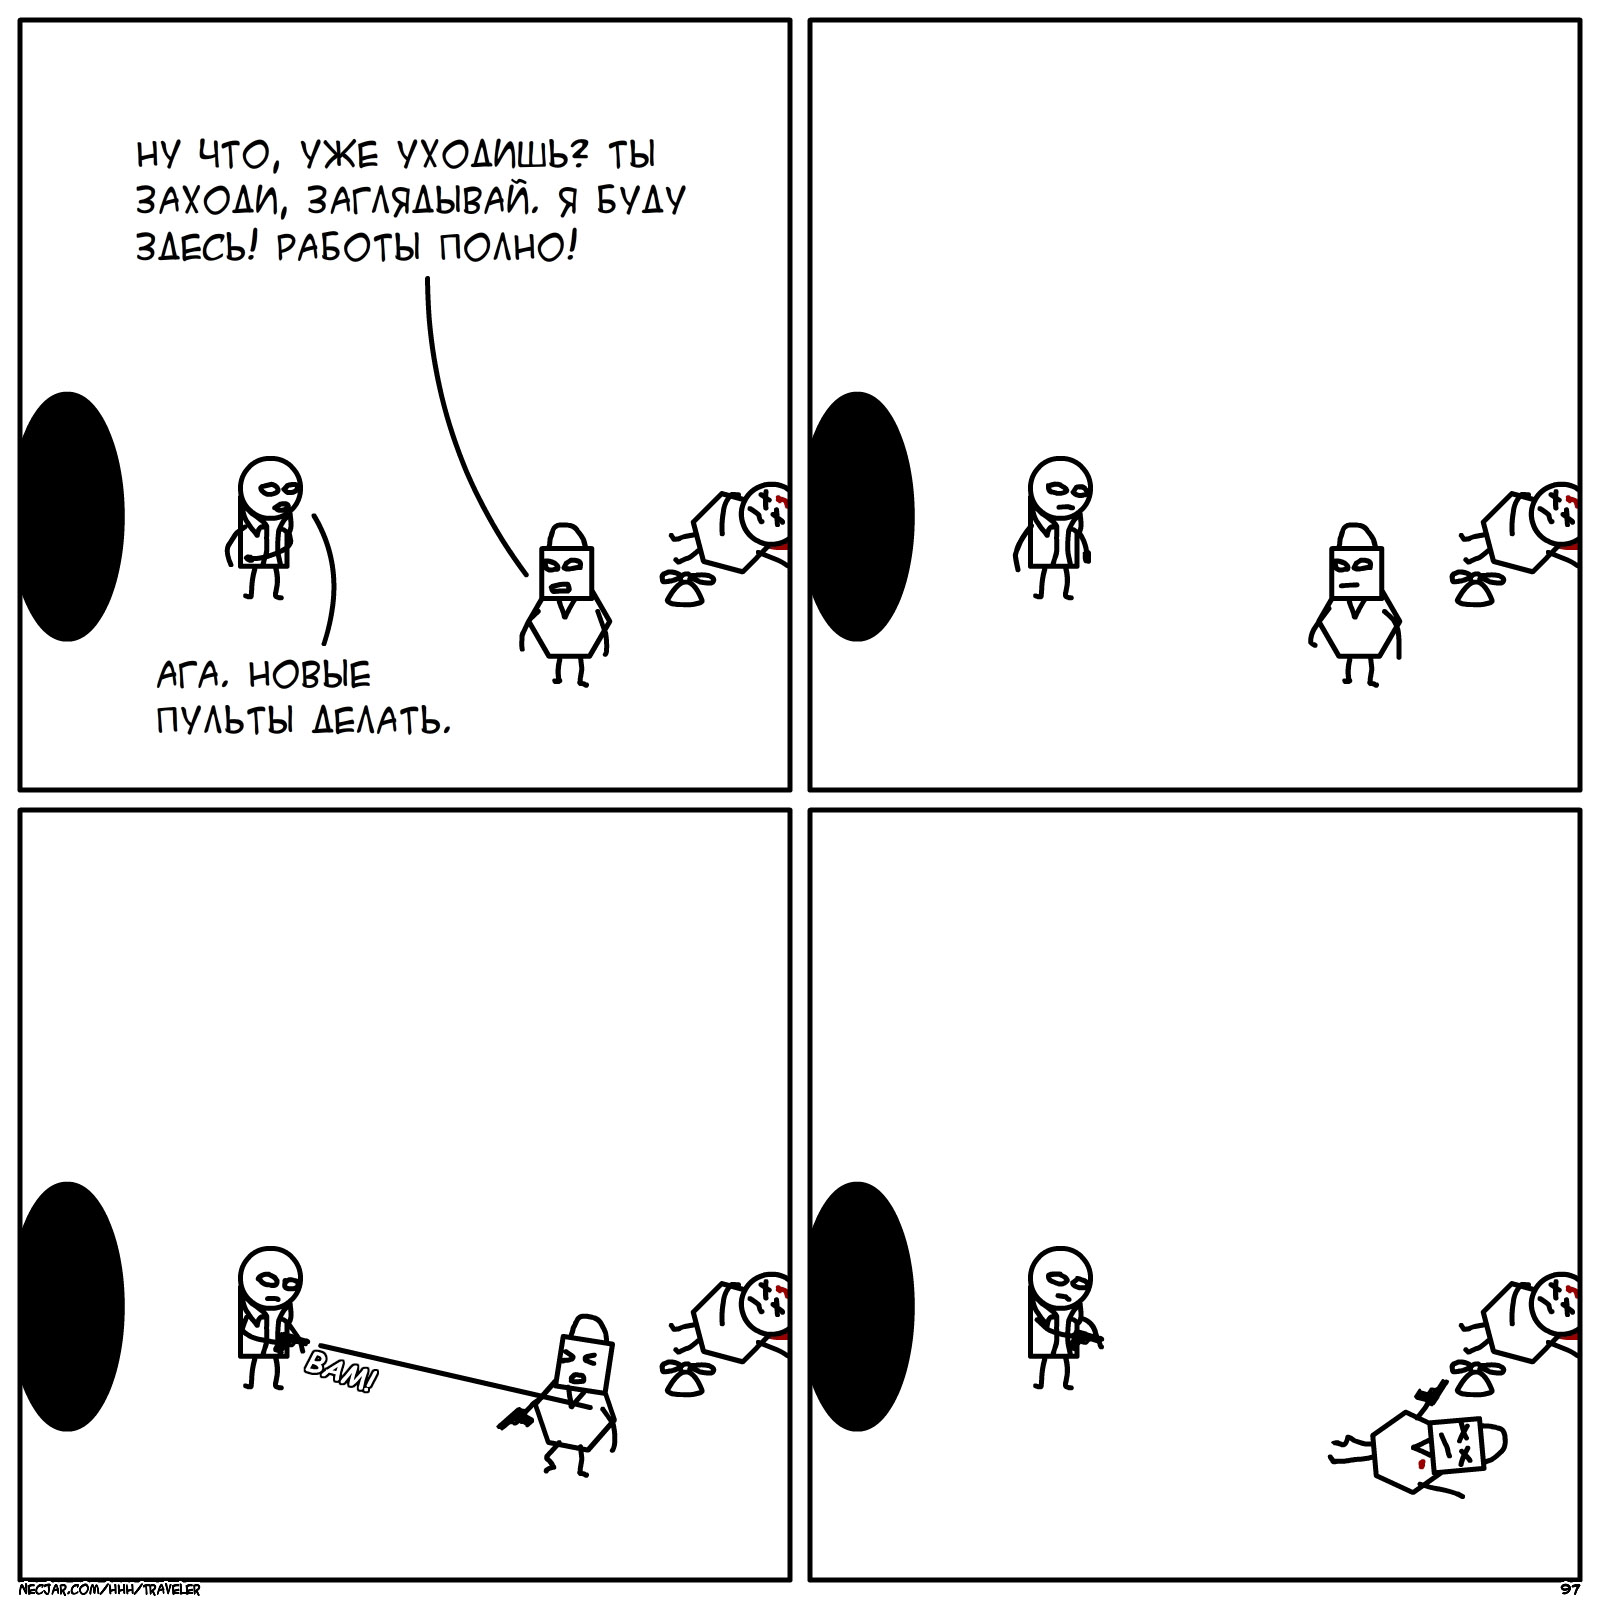 НУ ЧТО, УЖЕ УХОДИШЬ? ТЫ
ЗАХОДИ, ЗАГЛЯДЫВАЙ. Я БУДУ
ЗДЕСЬ! РАБОТЫ ПОЛНО!
АГА. НОВЫЕ
ПУЛЬТЫ ДЕЛАТЬ.
BAM!
NECJAR.COM/HHH/TRAVELER
97